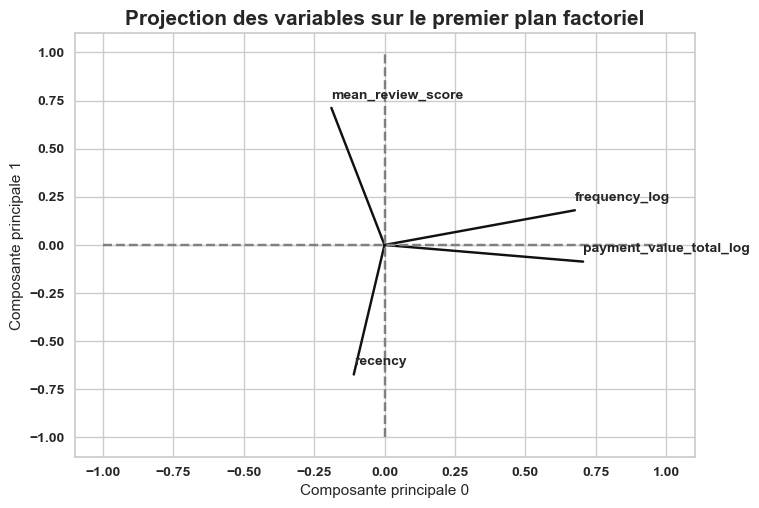 Projection des variables sur le premier plan factoriel
1.00
0.75
0.50
0.25
0.00
−0.25
−0.50
−0.75
−1.00
Composante principale 1
mean_review_score
frequency_log
payment_value_total_log
recency
−1.00 −0.75 −0.50 −0.25 0.00 0.25 0.50 0.75 1.00
Composante principale 0